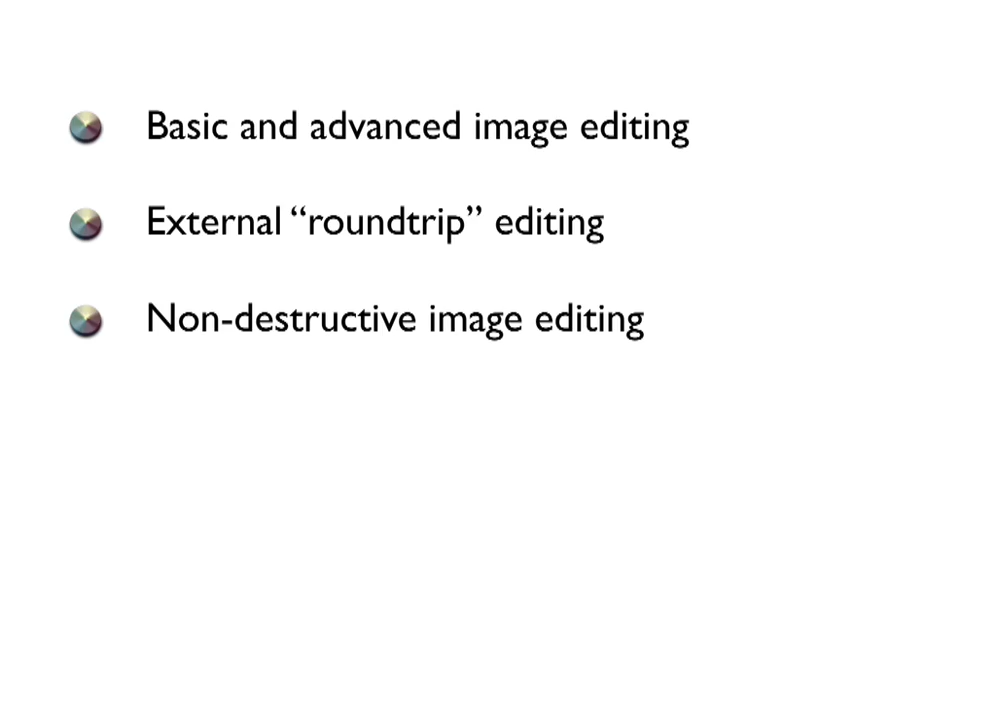 Basic and advanced image editing
External “roundtrip” editing
Non-destructive image editing